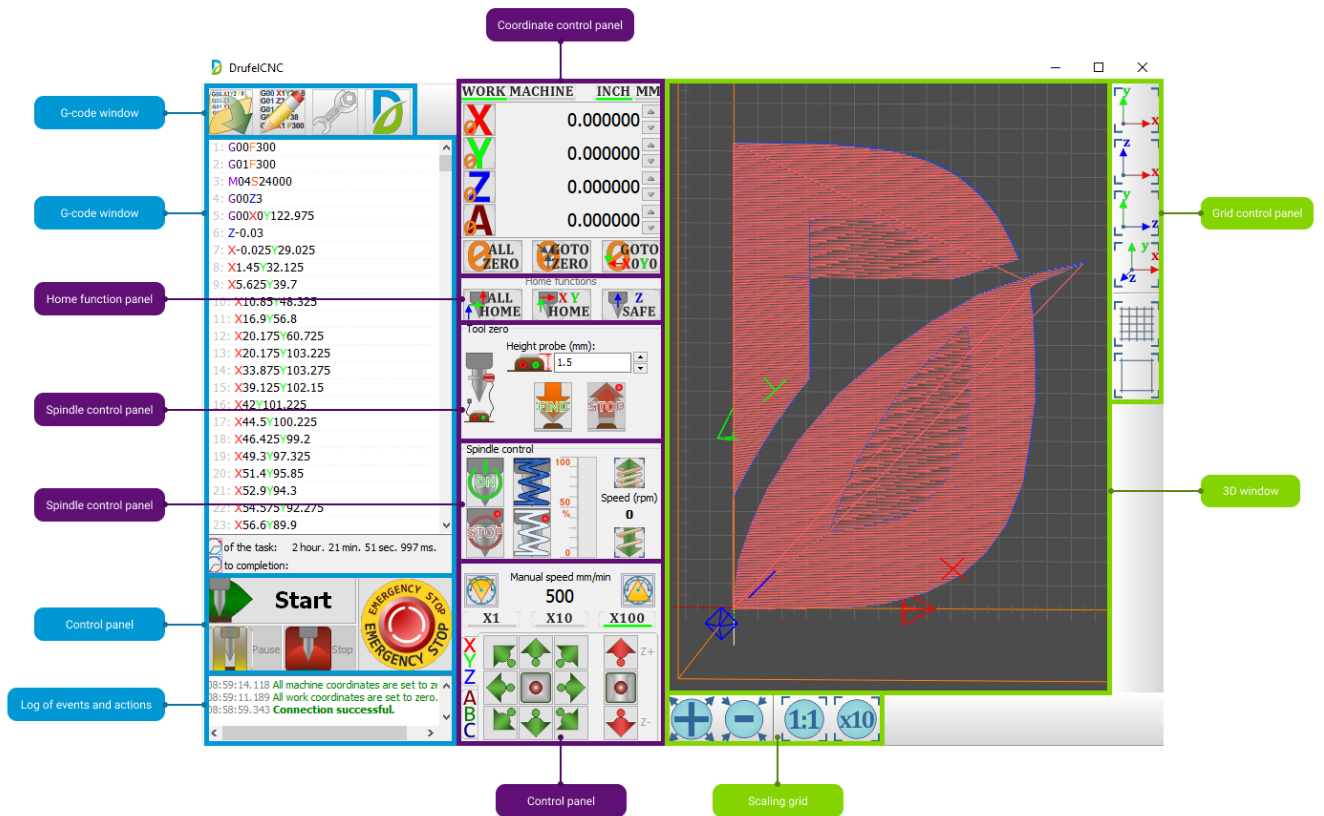 Coordinate control panel
DrufelCNC
G-code window
G-code window
Home function panel
Spindle control panel
Spindle control panel
Control panel
Log of events and actions
1: G00F300
2: G01F300
3: M04S24000
4: G00Z3
5: G00X0Y122.975
6: Z-0.03
7: X-0.025Y29.025
8: X1.45Y32.125
9: X5.625Y39.7
10: X10.85Y48.325
11: X16.9Y56.8
12: X20.175Y60.725
13: X20.175Y103.225
14: X33.875Y103.275
15: X39.125Y102.15
16: X42Y101.225
17: X44.5Y100.225
18: X46.425Y99.2
19: X49.3Y97.325
20: X51.4Y95.85
21: X52.9Y94.3
22: X54.575Y92.275
23: X56.6Y89.9
of the task: 2 hour. 21 min. 51 sec. 997 ms.
to completion:
Start
Pause
Stop
EMERGENCY STOP
EMERGENCY STOP
08:59:14.118 All machine coordinates are set to
08:59:11.189 All work coordinates are set to zero.
08:58:59.343 Connection successful.
WORK MACHINE INCH MM
X 0.000000
Y 0.000000
Z 0.000000
A 0.000000
ALL ZERO
GOTO ZERO
GOTO X0Y0
Home functions
ALL HOME
X Y HOME
Z SAFE
Tool zero
Height probe (mm):
1.5
FIND
STOP
Spindle control
ON
STOP
100
50
%
0
Speed (rpm)
0
Manual speed mm/min
500
X1 X10 X100
X
Y
Z
A
B
C
Z+
Z-
Y
X
y
x
z
x
y
z
y
x
z
1:1
x10
Grid control panel
3D window
Control panel
Scaling grid